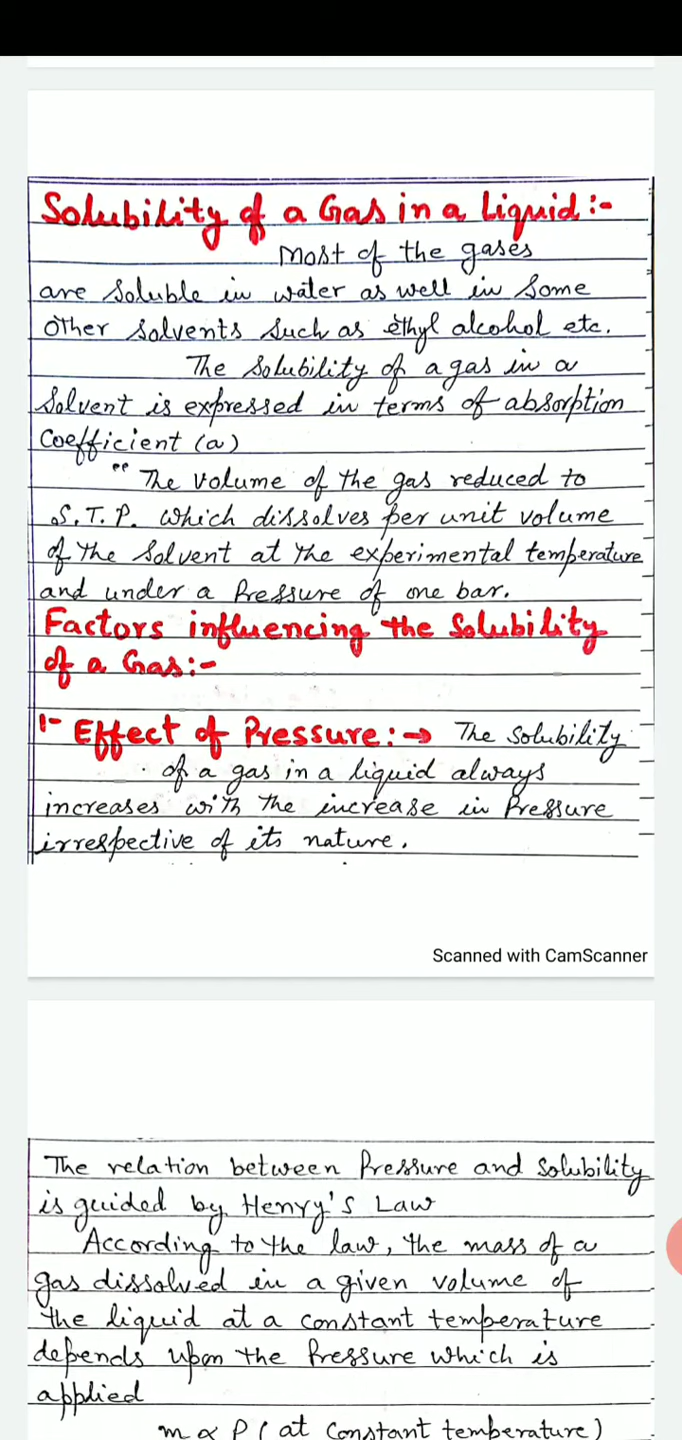 Solubility of a Gas in a Liquid :-
Most of the gases
are soluble in water as well in some
other solvents such as ethyl alcohol etc.
The solubility of a gas in a
solvent is expressed in terms of absorption
coefficient (a)
"The volume of the gas reduced to
S.T.P. which dissolves per unit volume
of the solvent at the experimental temperature
and under a pressure of one bar.
Factors influencing the Solubility
of a Gas:-
1- Effect of Pressure:→ The solubility
of a gas in a liquid always
increases with the increase in Pressure
irrespective of its nature.
Scanned with CamScanner
The relation between Pressure and Solubility
is guided by Henry's Law
According to the law, the mass of a
gas dissolved in a given volume of
the liquid at a constant temperature
depends upon the pressure which is
applied
m ∝ P ( at constant temperature)